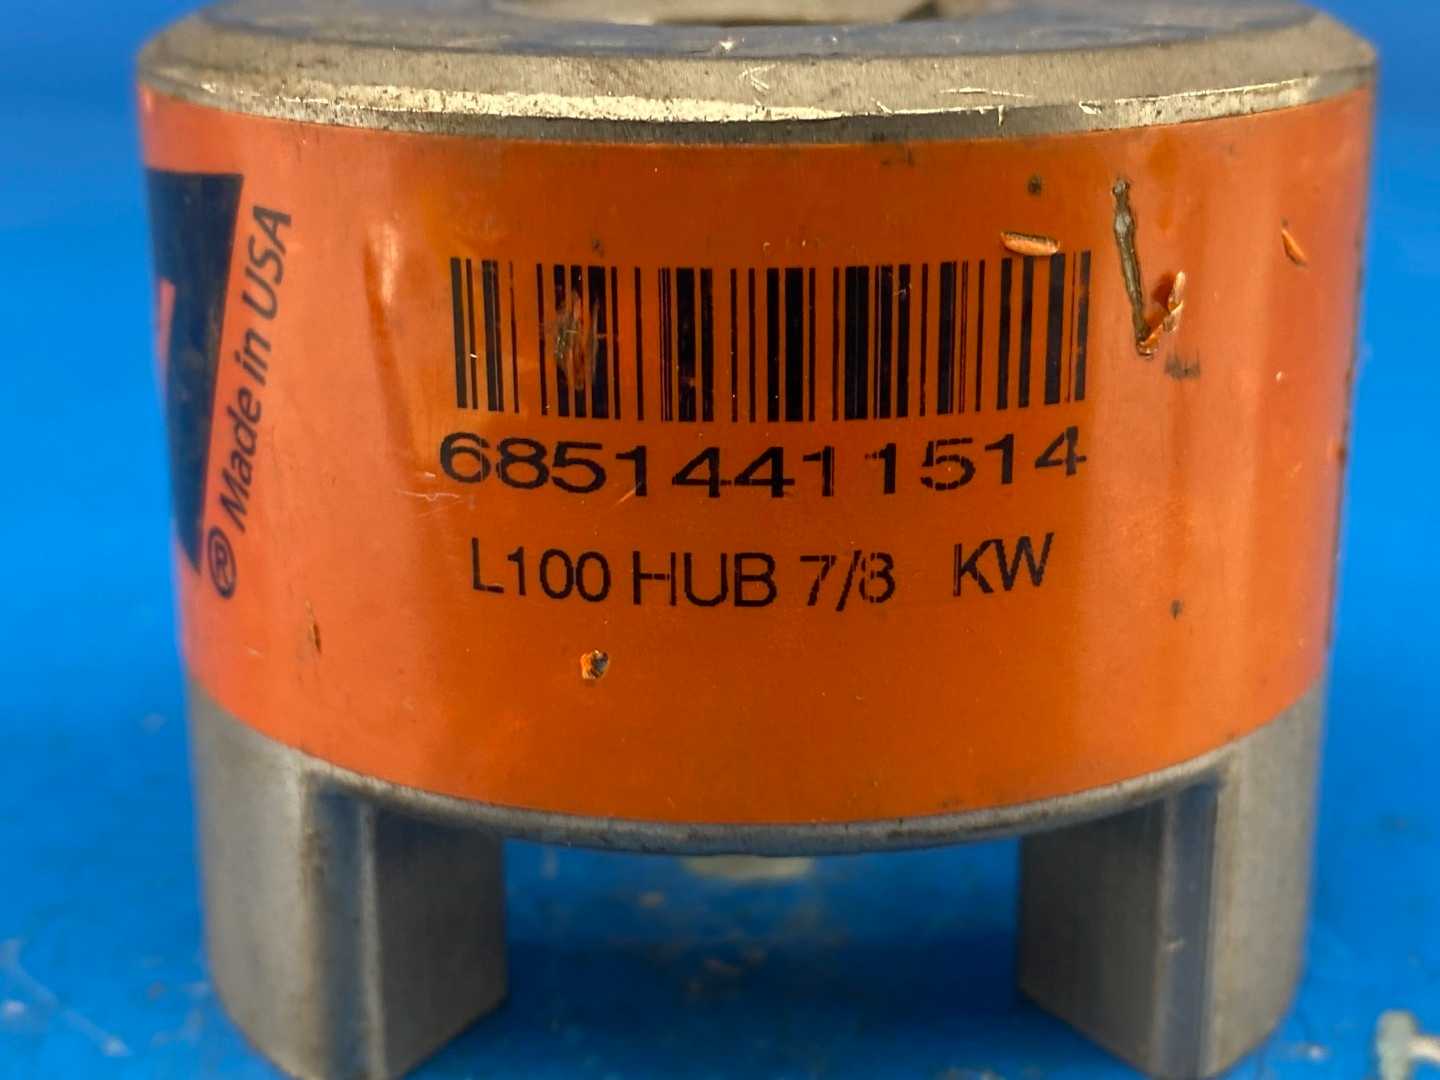 ® Made in USA
68514411514
L100 HUB 7/8 KW